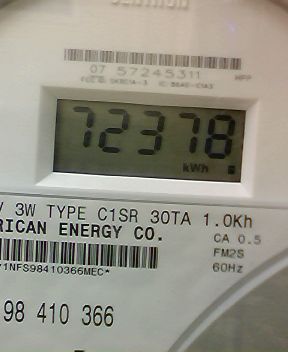 CENTRON
07 57245311
72378
kWh
V 3W TYPE C1SR 30TA 1.0Kh
RICAN ENERGY CO.
CA 0.5
FM2S
60Hz
98 410 366